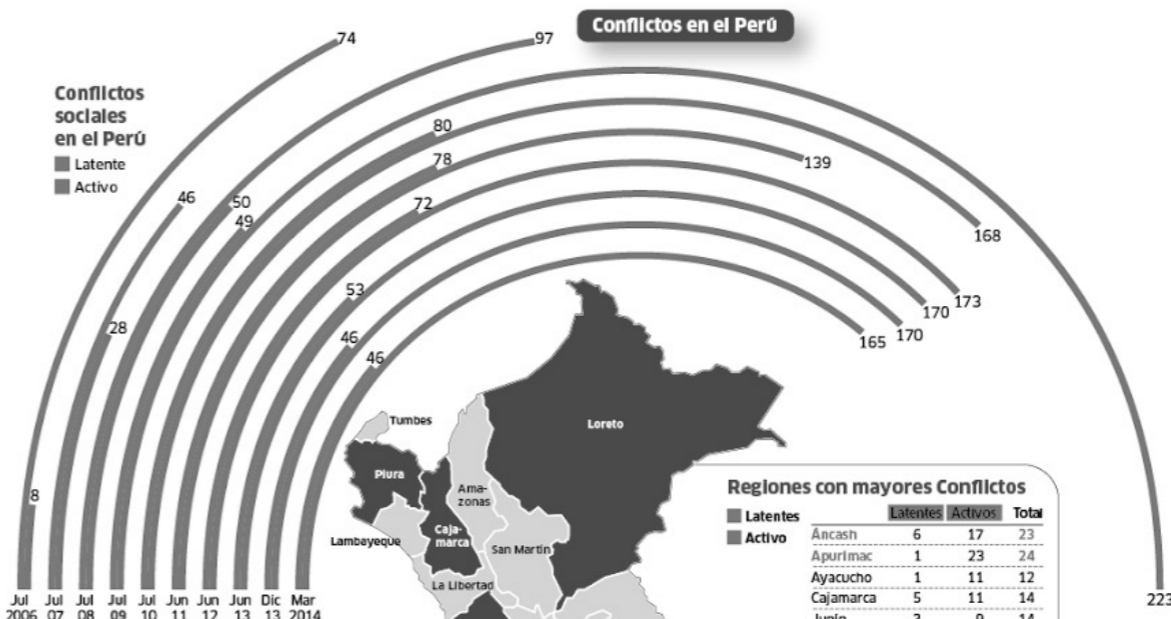 Conflictos en el Perú
Conflictos
sociales
en el Perú
Latente
Activo
74
97
80
78
139
46
50
49
72
168
28
53
173
170
170
46
165
46
8
223
Jul
2006
Jul
07
Jul
08
Jul
09
Jul
10
Jun
11
Jun
12
Jun
13
Dic
13
Mar
2014
Tumbes
Loreto
Piura
Ama-
zonas
Caja-
marca
Lambayeque
San Martín
La Libertad
Regiones con mayores Conflictos
Latentes
Activo
Latentes Activos Total
Áncash 6 17 23
Apurímac 1 23 24
Ayacucho 1 11 12
Cajamarca 5 11 14
Junín 3 9 14